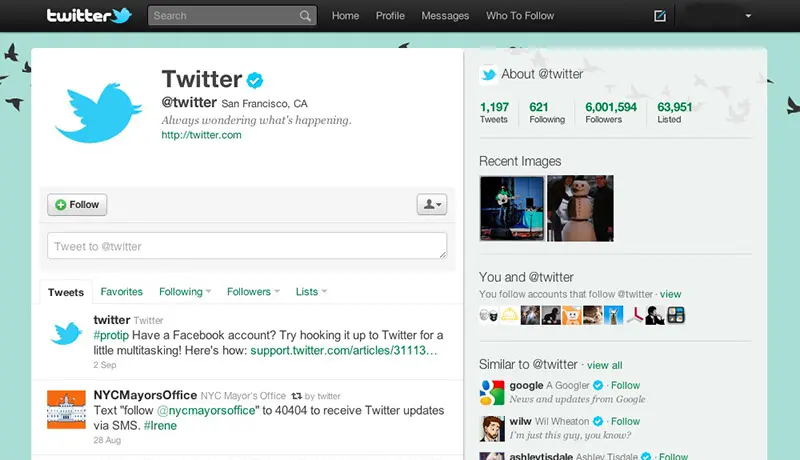 twitter
Search
Home Profile Messages Who To Follow
Twitter
@twitter San Francisco, CA
Always wondering what's happening.
http://twitter.com
Follow
Tweet to @twitter
Tweets Favorites Following Followers Lists
twitter Twitter
#protip Have a Facebook account? Try hooking it up to Twitter for a
little multitasking! Here's how: support.twitter.com/articles/31113…
2 Sep
NYCMayorsOffice NYC Mayor's Office by twitter
Text "follow @nycmayorsoffice" to 40404 to receive Twitter updates
via SMS. #Irene
28 Aug
About @twitter
1,197 621 6,001,594 63,951
Tweets Following Followers Listed
Recent Images
You and @twitter
You follow accounts that follow @twitter · view
Similar to @twitter · view all
google A Googler · Follow
News and updates from Google
wilw Wil Wheaton · Follow
I'm just this guy, you know?
ashleytisdale Ashley Tisdale · Follow